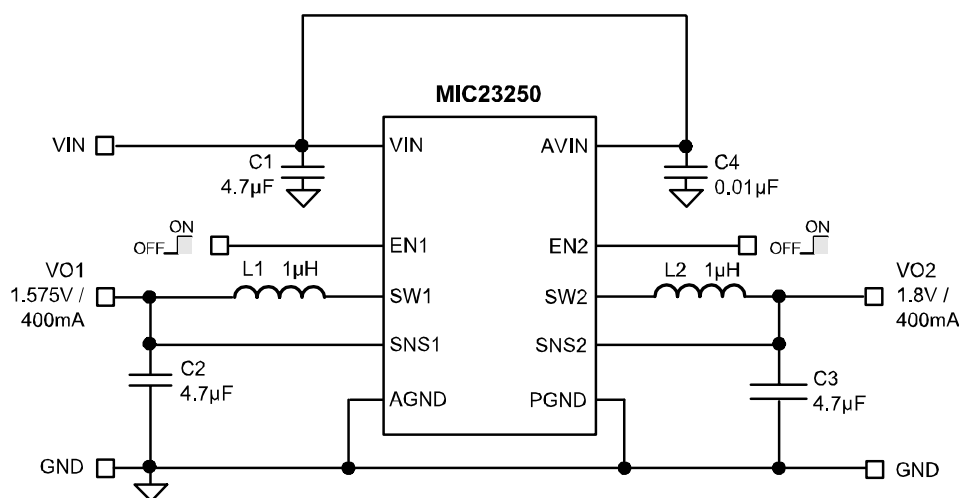 MIC23250
VIN
VIN
AVIN
C1
4.7µF
C4
0.01µF
ON
OFF
EN1
EN2
ON
OFF
VO1
1.575V /
400mA
L1 1µH
SW1
SW2
L2 1µH
VO2
1.8V /
400mA
SNS1
SNS2
C2
4.7µF
C3
4.7µF
AGND
PGND
GND
GND